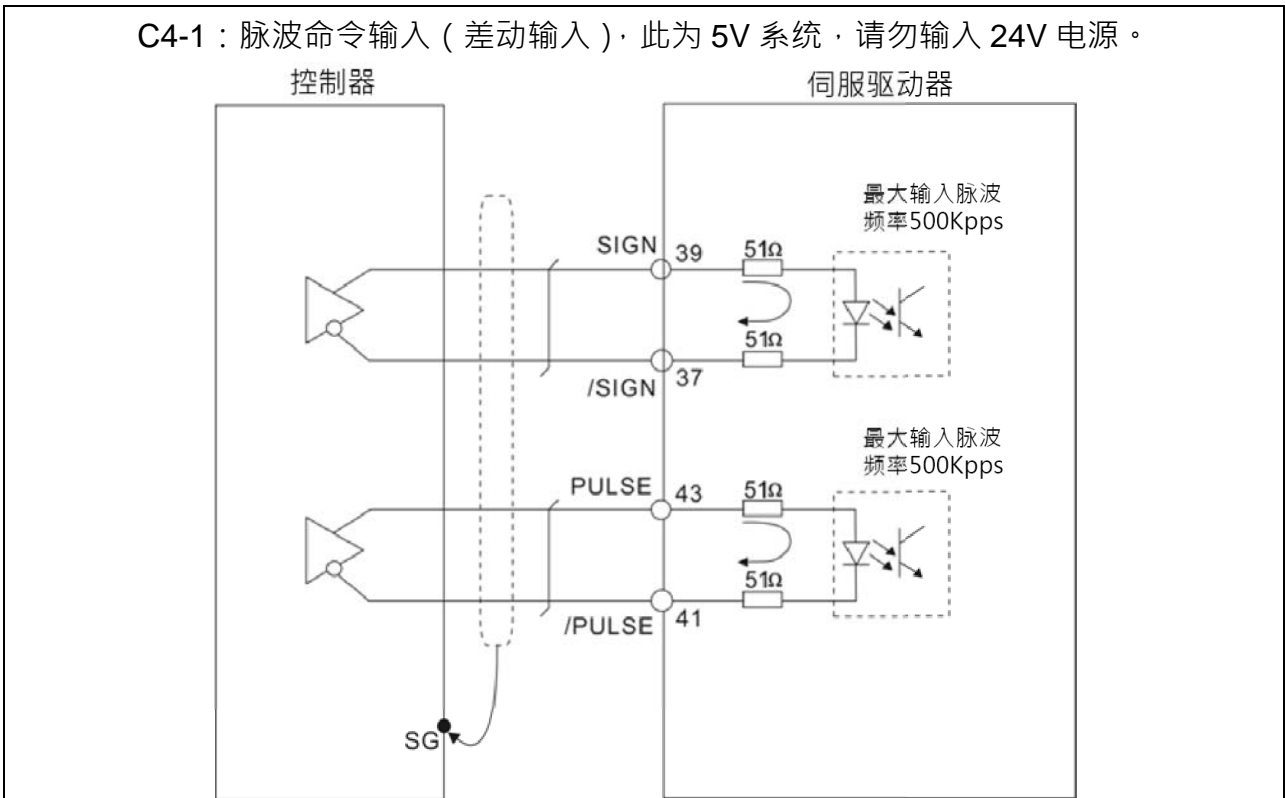 C4-1：脉波命令输入（差动输入），此为 5V 系统，请勿输入 24V 电源。
控制器
伺服驱动器
最大输入脉波
频率500Kpps
SIGN
39
51Ω
51Ω
/SIGN
37
最大输入脉波
频率500Kpps
PULSE
43
51Ω
51Ω
/PULSE
41
SG